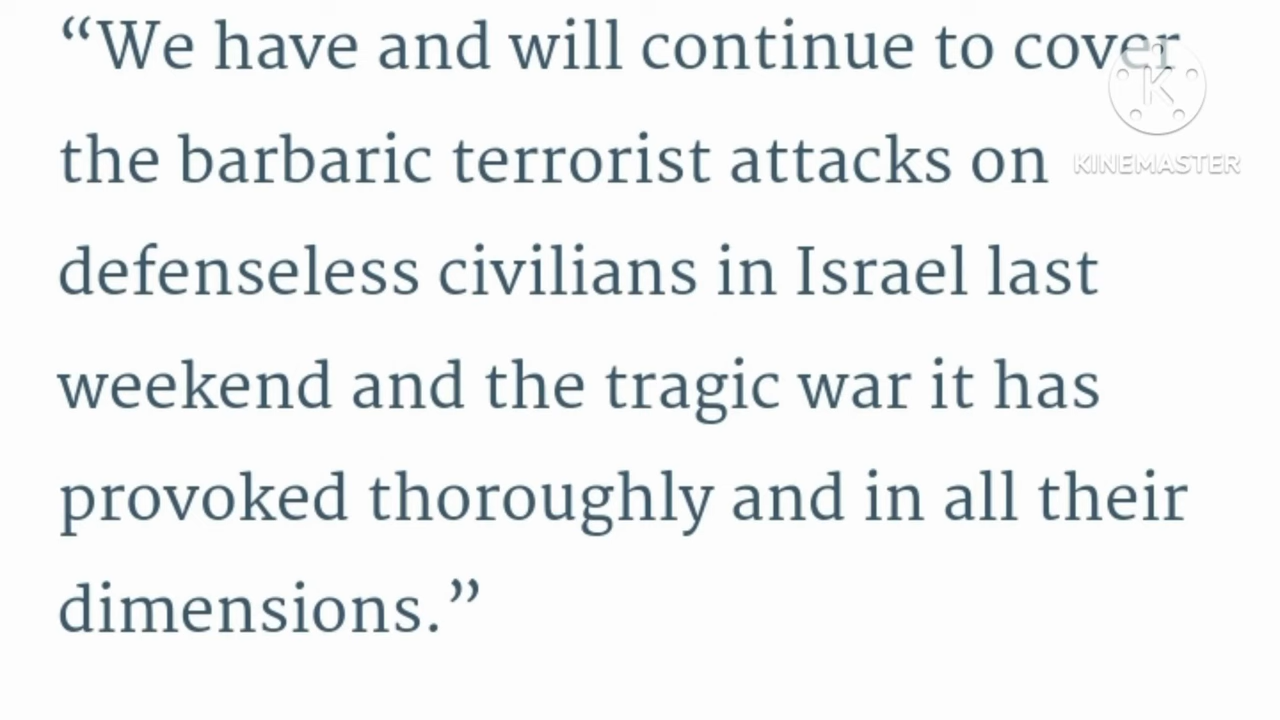 “We have and will continue to cover
the barbaric terrorist attacks on
defenseless civilians in Israel last
weekend and the tragic war it has
provoked thoroughly and in all their
dimensions.”
K
KINEMASTER